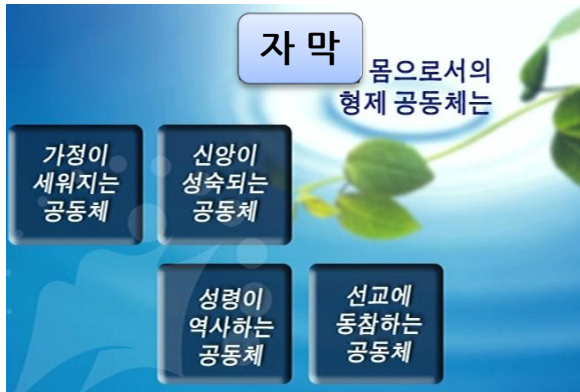 자 막
몸으로서의
형제 공동체는
가정이
세워지는
공동체
신앙이
성숙되는
공동체
성령이
역사하는
공동체
선교에
동참하는
공동체